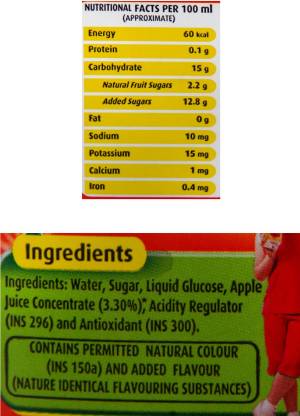 NUTRITIONAL FACTS PER 100 ml
(APPROXIMATE)
Energy 60 kcal
Protein 0.1 g
Carbohydrate 15 g
Natural Fruit Sugars 2.2 g
Added Sugars 12.8 g
Fat 0 g
Sodium 10 mg
Potassium 15 mg
Calcium 1 mg
Iron 0.4 mg
Ingredients
Ingredients: Water, Sugar, Liquid Glucose, Apple
Juice Concentrate (3.30%)*, Acidity Regulator
(INS 296) and Antioxidant (INS 300).
CONTAINS PERMITTED NATURAL COLOUR
(INS 150a) AND ADDED FLAVOUR
(NATURE IDENTICAL FLAVOURING SUBSTANCES)